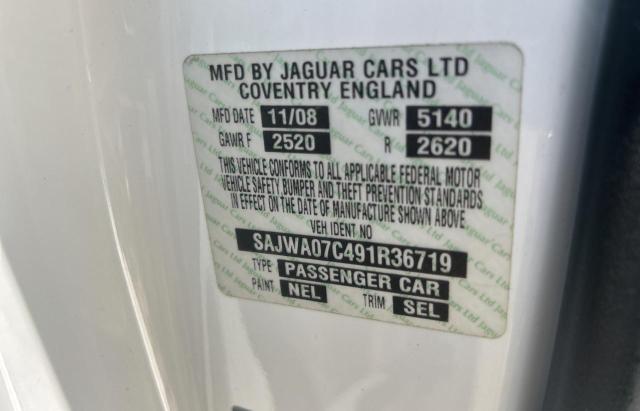 MFD BY JAGUAR CARS LTD
COVENTRY ENGLAND
MFD DATE 11/08 GVWR 5140
GAWR F 2520 R 2620
THIS VEHICLE CONFORMS TO ALL APPLICABLE FEDERAL MOTOR
VEHICLE SAFETY BUMPER AND THEFT PREVENTION STANDARDS
IN EFFECT ON THE DATE OF MANUFACTURE SHOWN ABOVE
VEH IDENT NO
SAJWA07C491R36719
TYPE PASSENGER CAR
PAINT NEL TRIM SEL